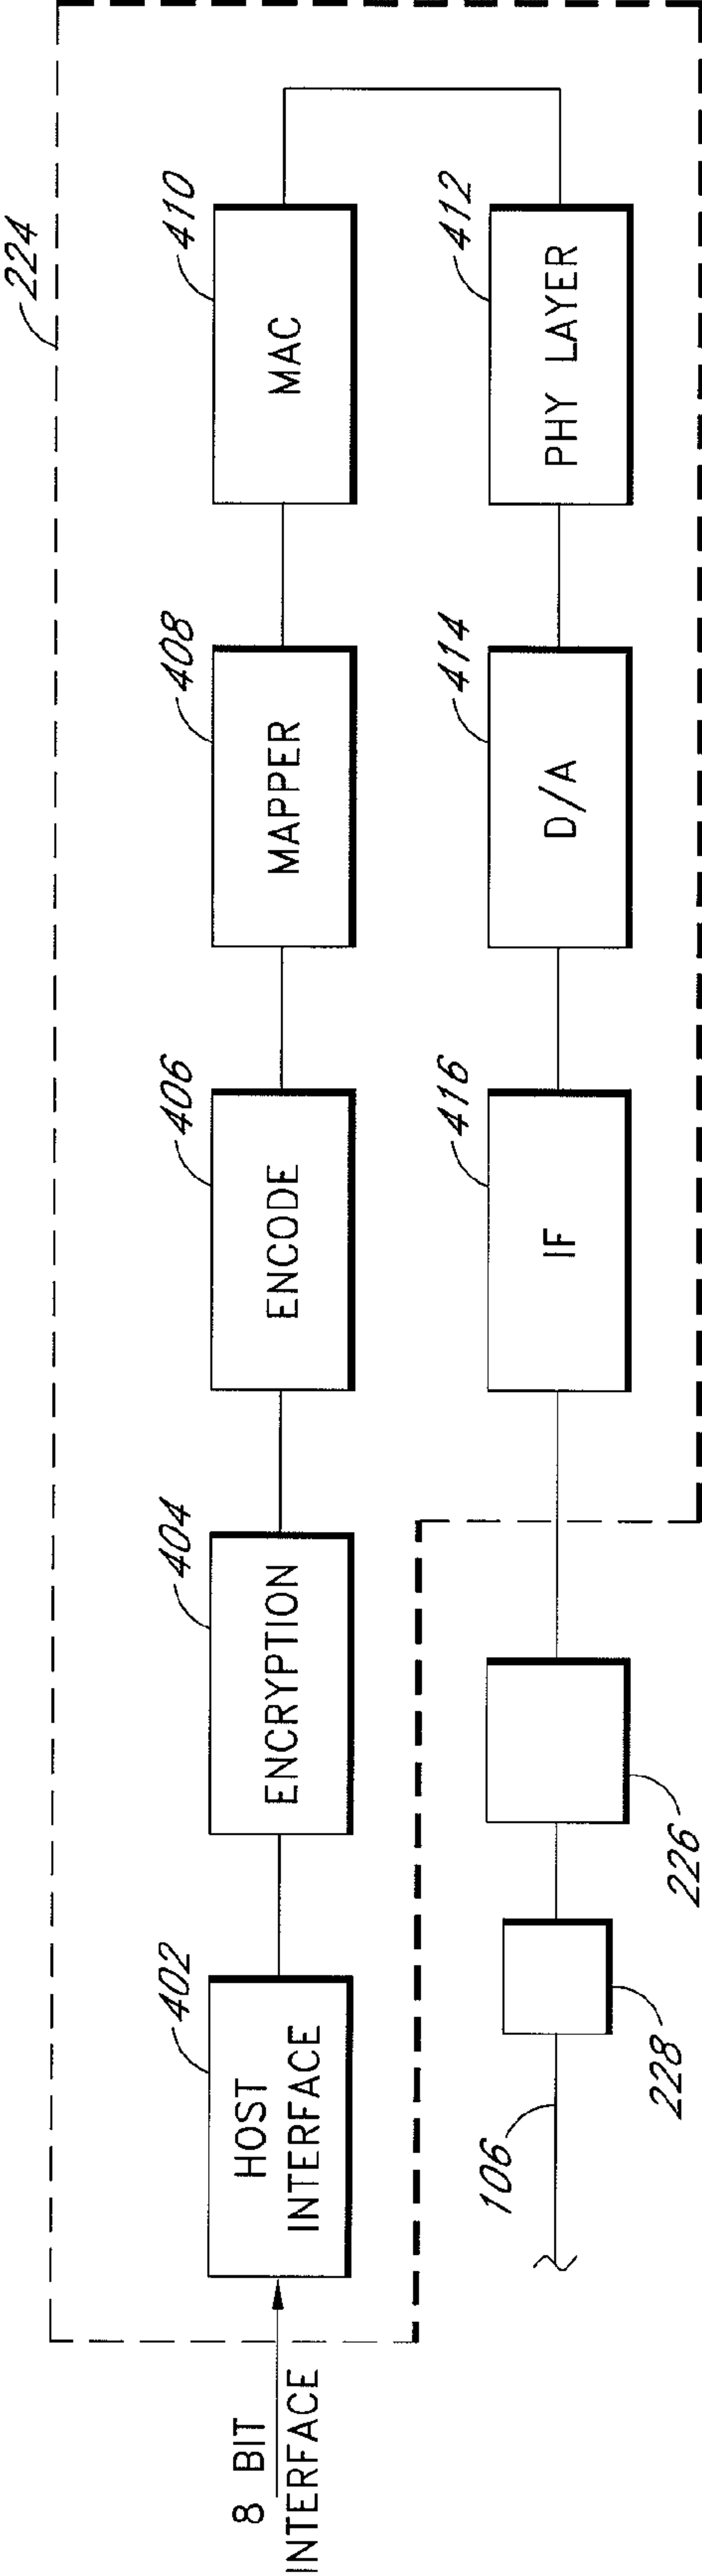 224
402
404
406
408
410
8 BIT
INTERFACE
HOST
INTERFACE
ENCRYPTION
ENCODE
MAPPER
MAC
106
416
414
412
IF
D/A
PHY LAYER
228
226